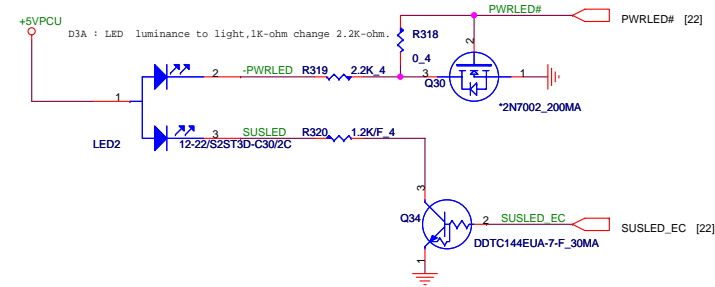 +5VPCU
D3A : LED luminance to light,1K-ohm change 2.2K-ohm.
PWRLED#
PWRLED# [22]
R318
0_4
2
1
2
-PWRLED
R319
2.2K_4
3
Q30
1
*2N7002_200MA
LED2
3
SUSLED
R320
1.2K/F_4
12-22/S2ST3D-C30/2C
3
Q34
2
SUSLED_EC
SUSLED_EC [22]
DDTC144EUA-7-F_30MA
1